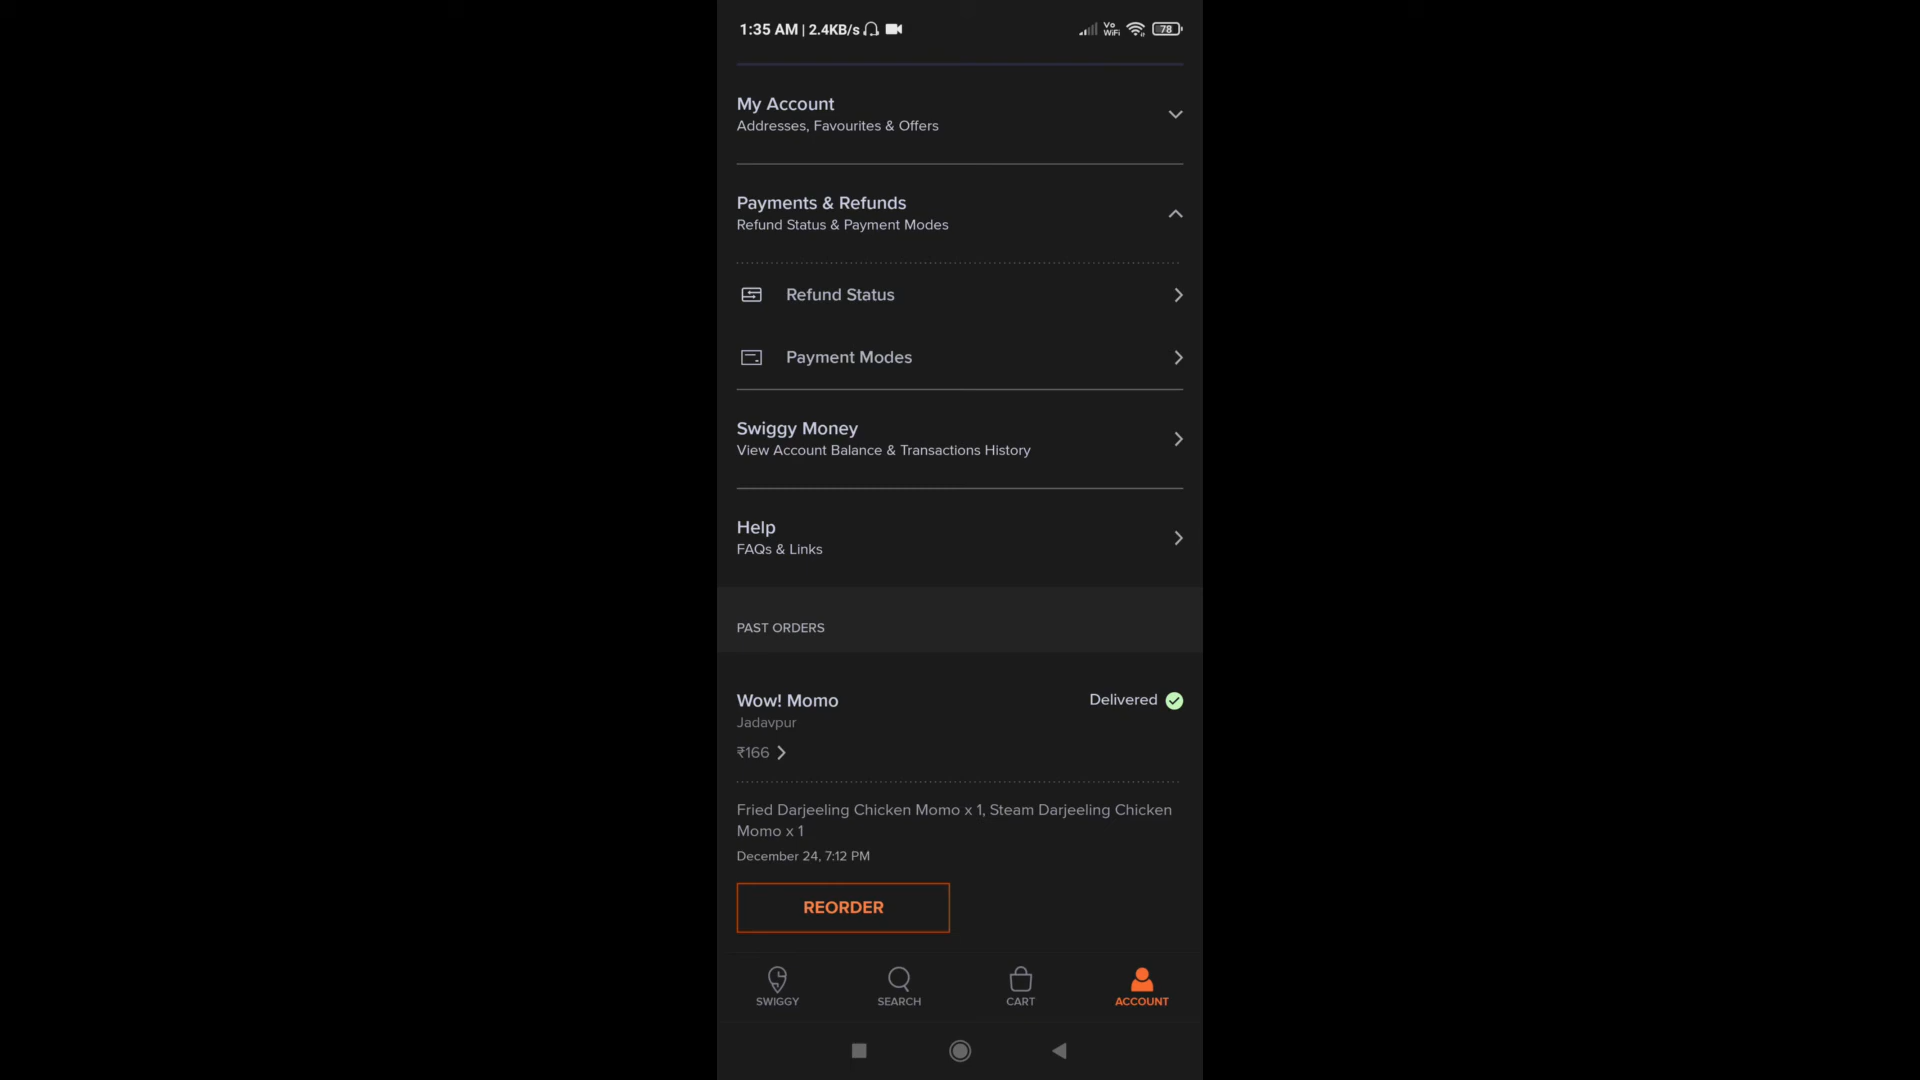 1:35 AM | 2.4KB/s
Vo
WiFi
78
My Account
Addresses, Favourites & Offers
Payments & Refunds
Refund Status & Payment Modes
Refund Status
Payment Modes
Swiggy Money
View Account Balance & Transactions History
Help
FAQs & Links
PAST ORDERS
Wow! Momo
Delivered
Jadavpur
₹166
Fried Darjeeling Chicken Momo x 1, Steam Darjeeling Chicken
Momo x 1
December 24, 7:12 PM
REORDER
SWIGGY
SEARCH
CART
ACCOUNT